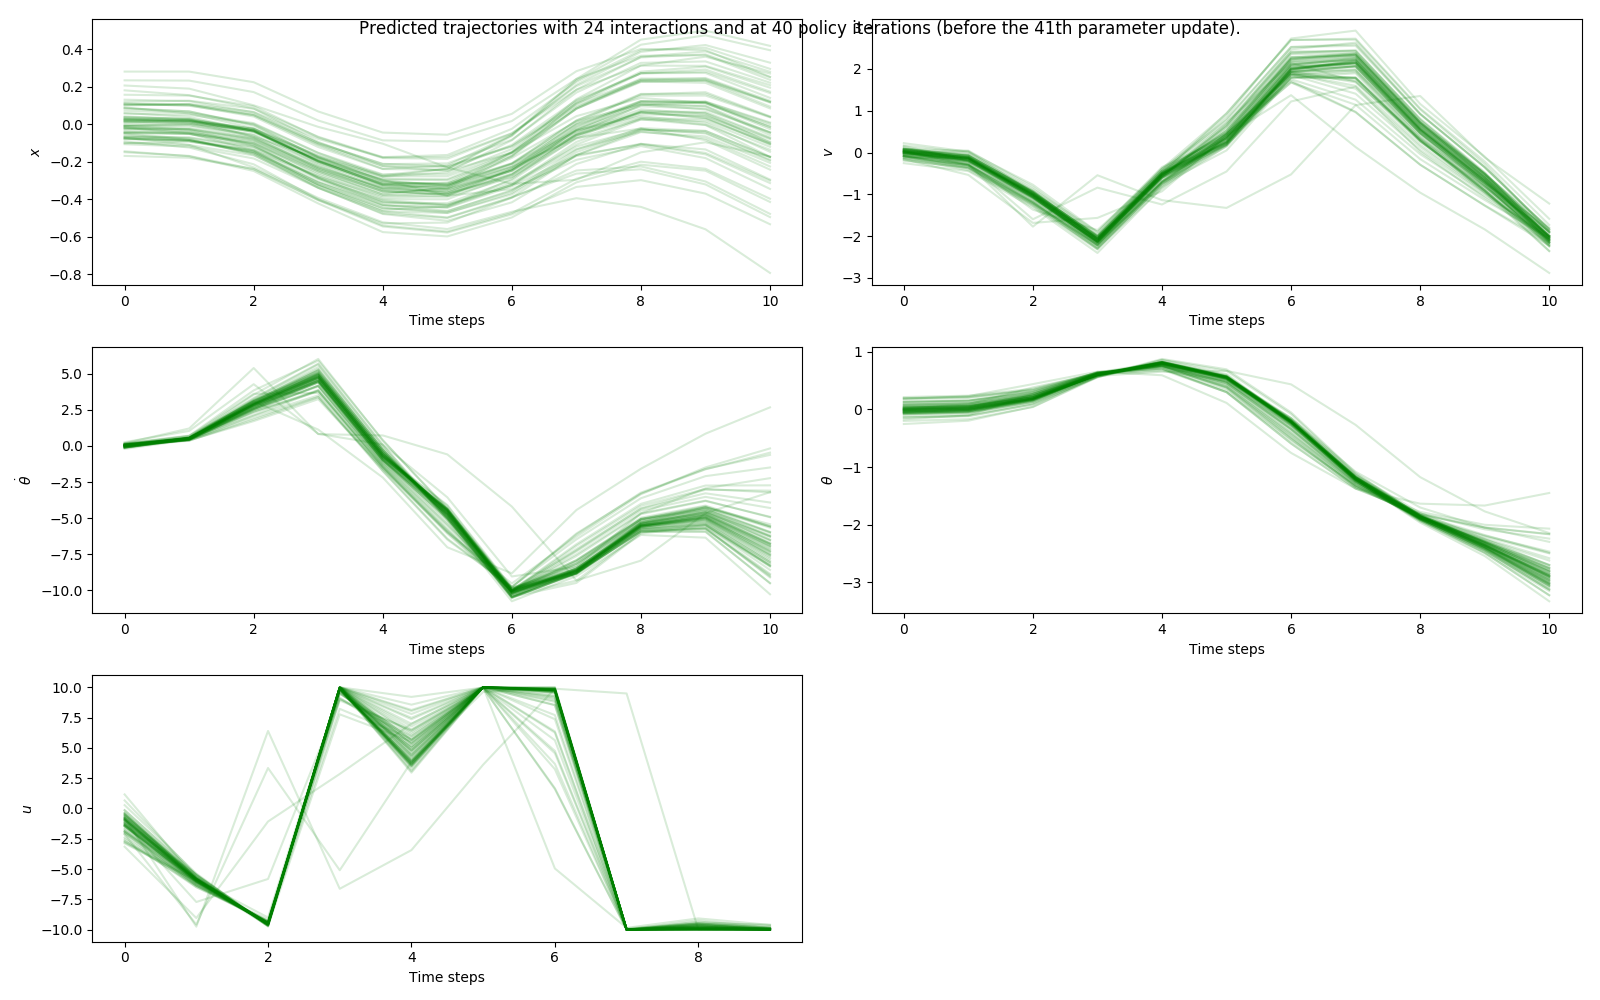 Predicted trajectories with 24 interactions and at 40 policy iterations (before the 41th parameter update).
0.4
0.2
0.0
−0.2
−0.4
−0.6
−0.8
x
0 2 4 6 8 10
Time steps
3
2
1
0
−1
−2
−3
v
0 2 4 6 8 10
Time steps
5.0
2.5
0.0
−2.5
−5.0
−7.5
−10.0
θ̇
0 2 4 6 8 10
Time steps
1
0
−1
−2
−3
θ
0 2 4 6 8 10
Time steps
10.0
7.5
5.0
2.5
0.0
−2.5
−5.0
−7.5
−10.0
u
0 2 4 6 8
Time steps